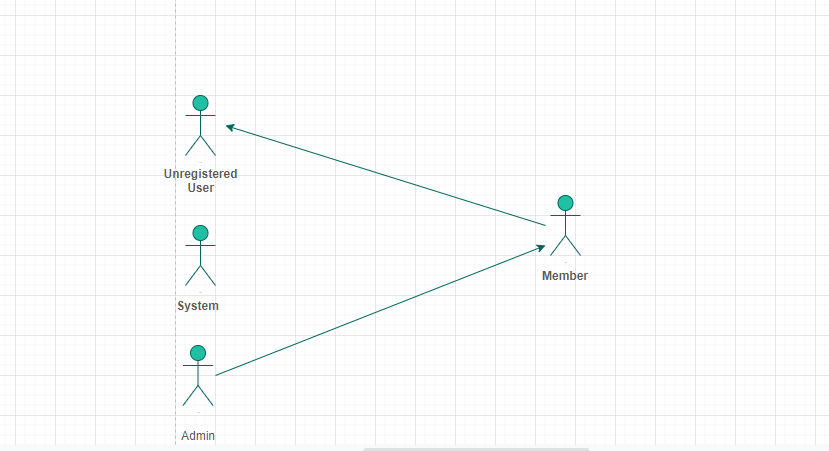 Unregistered
User
System
Member
Admin